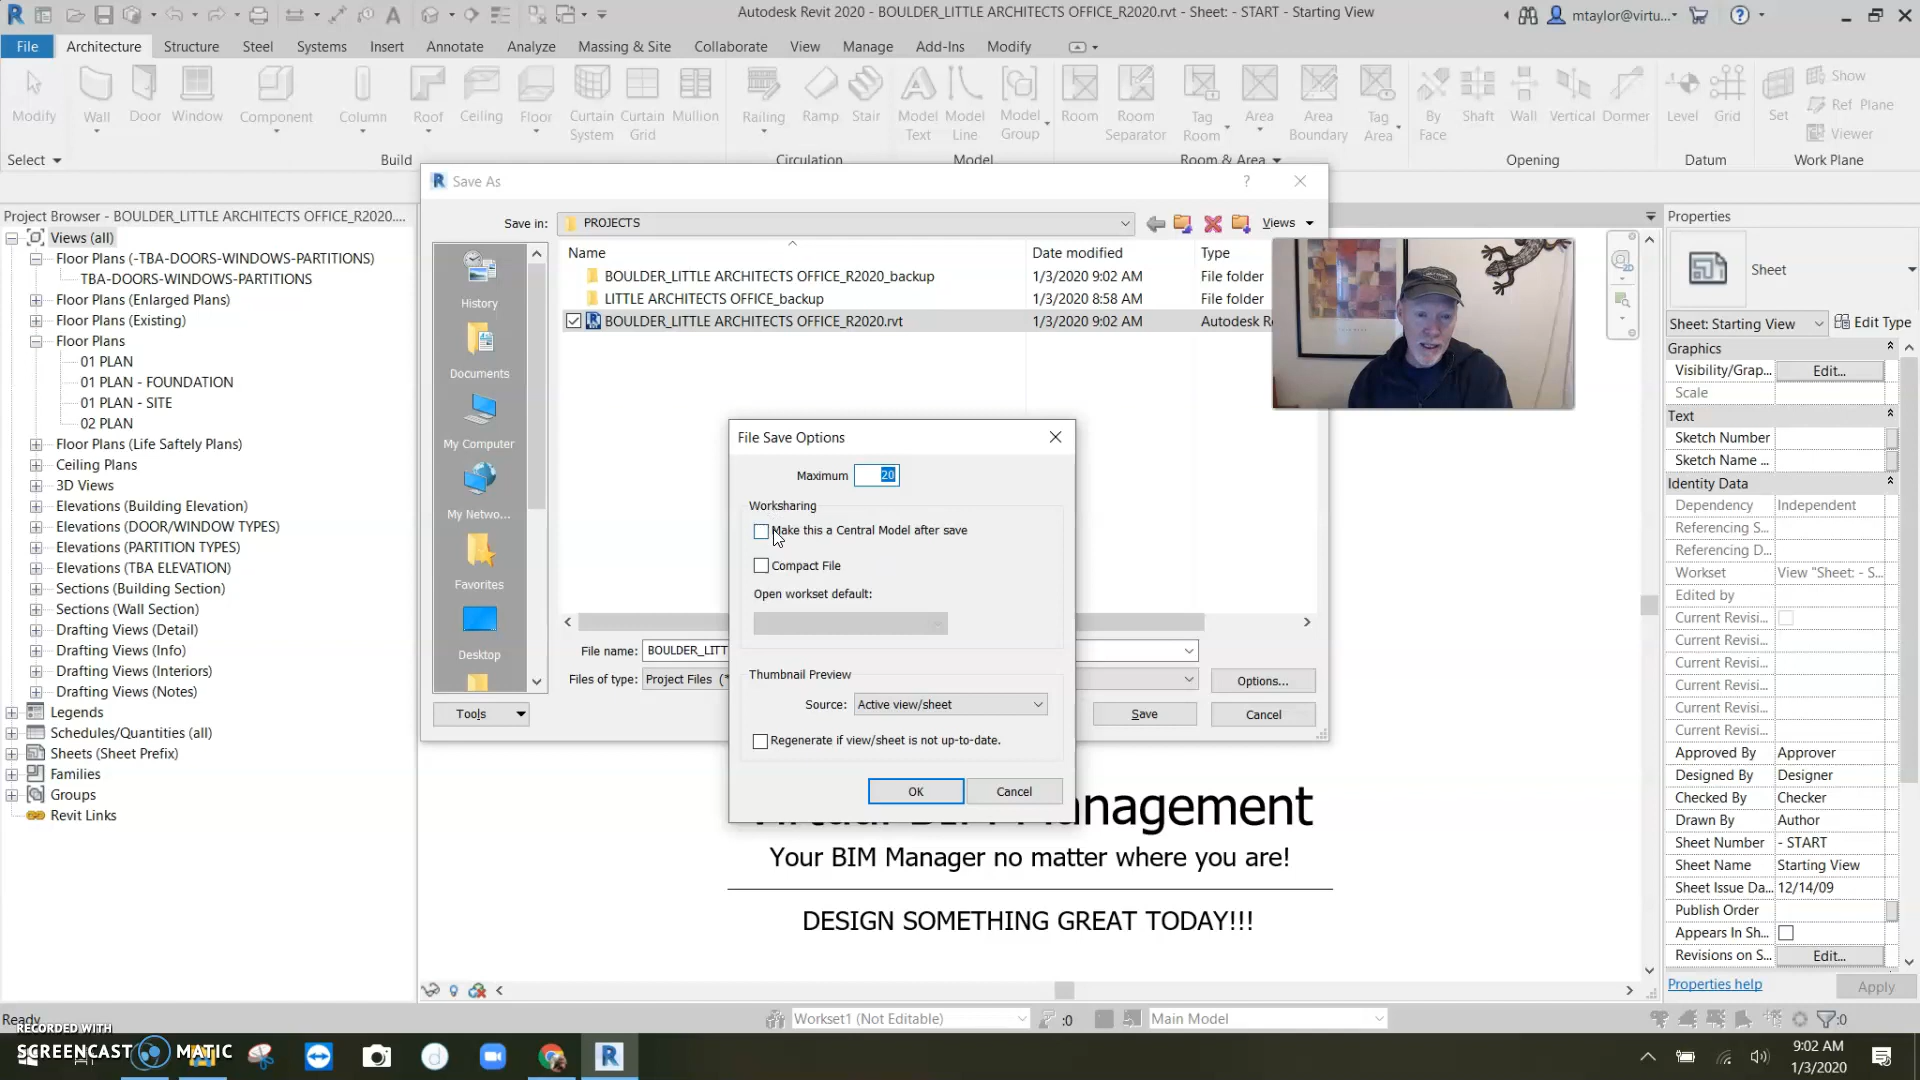 Autodesk Revit 2020 - BOULDER_LITTLE ARCHITECTS OFFICE_R2020.rvt - Sheet: - START - Starting View
mtaylor@virtu...
File Architecture Structure Steel Systems Insert Annotate Analyze Massing & Site Collaborate View Manage Add-Ins Modify
Modify Wall Door Window Component Column Roof Ceiling Floor Curtain System Curtain Grid Mullion Railing Ramp Stair Model Text Model Line Model Group Room Room Separator Tag Room Area Area Boundary Tag Area By Face Shaft Wall Vertical Dormer Level Grid Set Show
Ref Plane
Viewer
Select Build Circulation Model Room & Area Opening Datum Work Plane
Project Browser - BOULDER_LITTLE ARCHITECTS OFFICE_R2020....
Views (all)
Floor Plans (-TBA-DOORS-WINDOWS-PARTITIONS)
TBA-DOORS-WINDOWS-PARTITIONS
Floor Plans (Enlarged Plans)
Floor Plans (Existing)
Floor Plans
01 PLAN
01 PLAN - FOUNDATION
01 PLAN - SITE
02 PLAN
Floor Plans (Life Saftely Plans)
Ceiling Plans
3D Views
Elevations (Building Elevation)
Elevations (DOOR/WINDOW TYPES)
Elevations (PARTITION TYPES)
Elevations (TBA ELEVATION)
Sections (Building Section)
Sections (Wall Section)
Drafting Views (Detail)
Drafting Views (Info)
Drafting Views (Interiors)
Drafting Views (Notes)
Legends
Schedules/Quantities (all)
Sheets (Sheet Prefix)
Families
Groups
Revit Links
Save As
Save in: PROJECTS Views
Name Date modified Type
BOULDER_LITTLE ARCHITECTS OFFICE_R2020_backup 1/3/2020 9:02 AM File folder
LITTLE ARCHITECTS OFFICE_backup 1/3/2020 8:58 AM File folder
BOULDER_LITTLE ARCHITECTS OFFICE_R2020.rvt 1/3/2020 9:02 AM Autodesk R
History
Documents
My Computer
My Netwo...
Favorites
Desktop
File name: BOULDER_LITT
Files of type: Project Files (*
Options...
Tools
Save
Cancel
File Save Options
Maximum 20
Worksharing
Make this a Central Model after save
Compact File
Open workset default:
Thumbnail Preview
Source: Active view/sheet
Regenerate if view/sheet is not up-to-date.
OK Cancel
anagement
Your BIM Manager no matter where you are!
DESIGN SOMETHING GREAT TODAY!!!
Properties
Sheet
Sheet: Starting View Edit Type
Graphics
Visibility/Grap... Edit...
Scale
Text
Sketch Number
Sketch Name ...
Identity Data
Dependency Independent
Referencing S...
Referencing D...
Workset View "Sheet: - S...
Edited by
Current Revisi...
Current Revisi...
Current Revisi...
Current Revisi...
Current Revisi...
Current Revisi...
Approved By Approver
Designed By Designer
Checked By Checker
Drawn By Author
Sheet Number - START
Sheet Name Starting View
Sheet Issue Da... 12/14/09
Publish Order
Appears In Sh...
Revisions on S... Edit...
Properties help Apply
Ready
Workset1 (Not Editable) :0 Main Model :0
RECORDED WITH
SCREENCAST MATIC
9:02 AM
1/3/2020